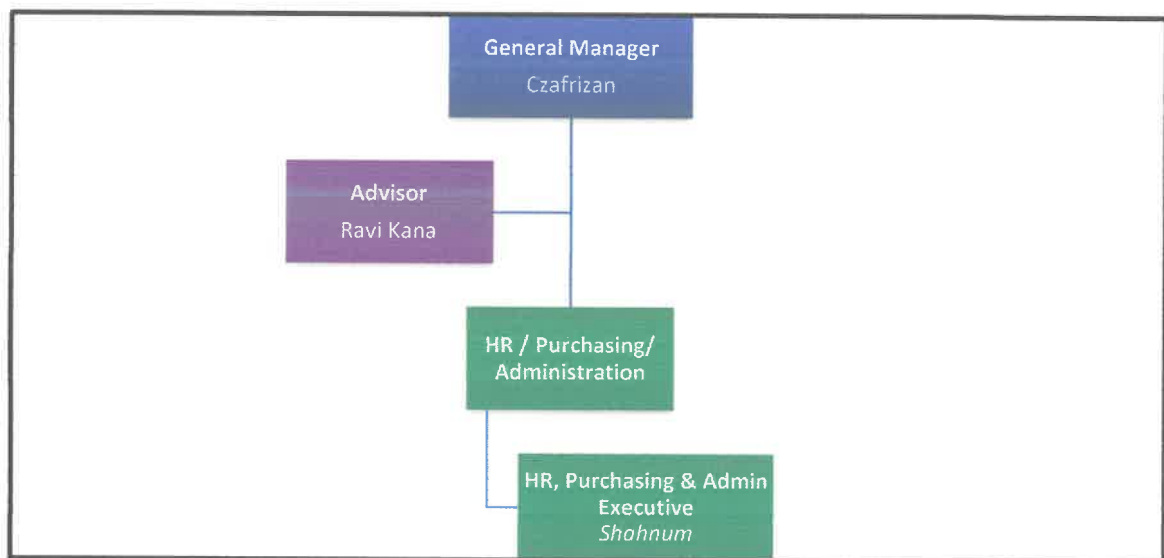 General Manager
Czafrizan
Advisor
Ravi Kana
HR / Purchasing/
Administration
HR, Purchasing & Admin
Executive
Shahnum